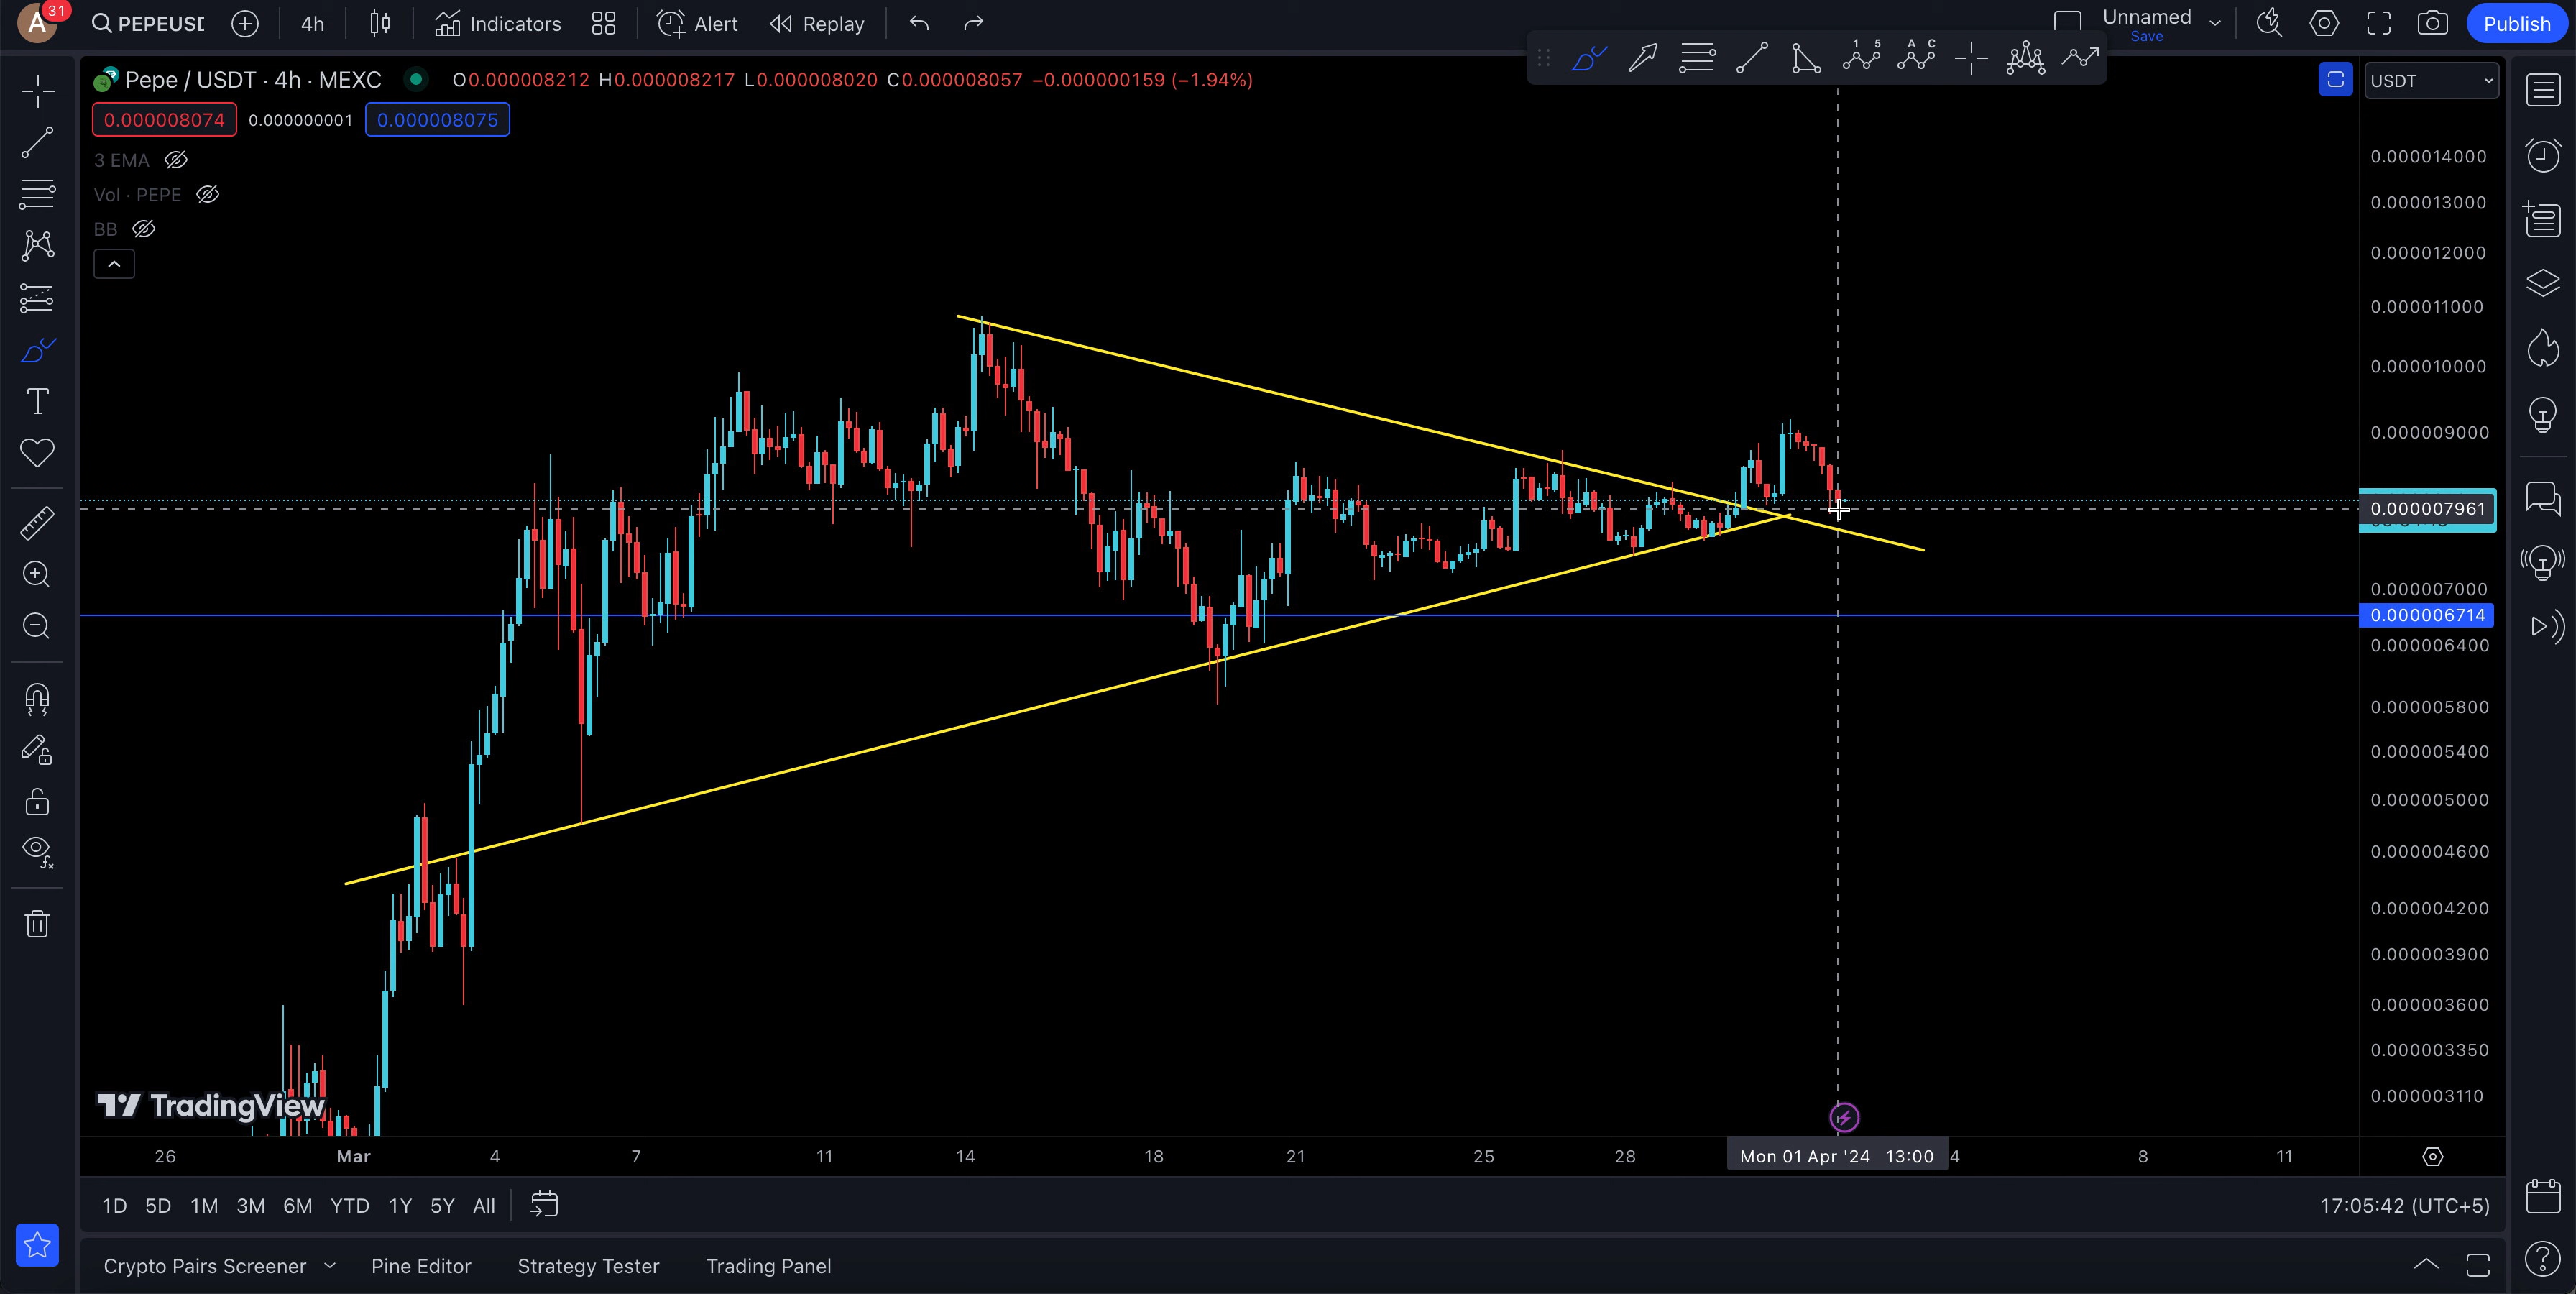 A 31 PEPEUSD 4h Indicators Alert Replay Unnamed Save Publish
1 5 A C
Pepe / USDT · 4h · MEXC O0.000008212 H0.000008217 L0.000008020 C0.000008057 −0.000000159 (−1.94%) USDT
0.000008074 0.000000001 0.000008075
3 EMA
Vol · PEPE
BB
0.000014000
0.000013000
0.000012000
0.000011000
0.000010000
0.000009000
0.000007961
0.000007000
0.000006714
0.000006400
0.000005800
0.000005400
0.000005000
0.000004600
0.000004200
0.000003900
0.000003600
0.000003350
0.000003110
TradingView
26 Mar 4 7 11 14 18 21 25 28 Mon 01 Apr '24 13:00 4 8 11
1D 5D 1M 3M 6M YTD 1Y 5Y All 17:05:42 (UTC+5)
Crypto Pairs Screener Pine Editor Strategy Tester Trading Panel